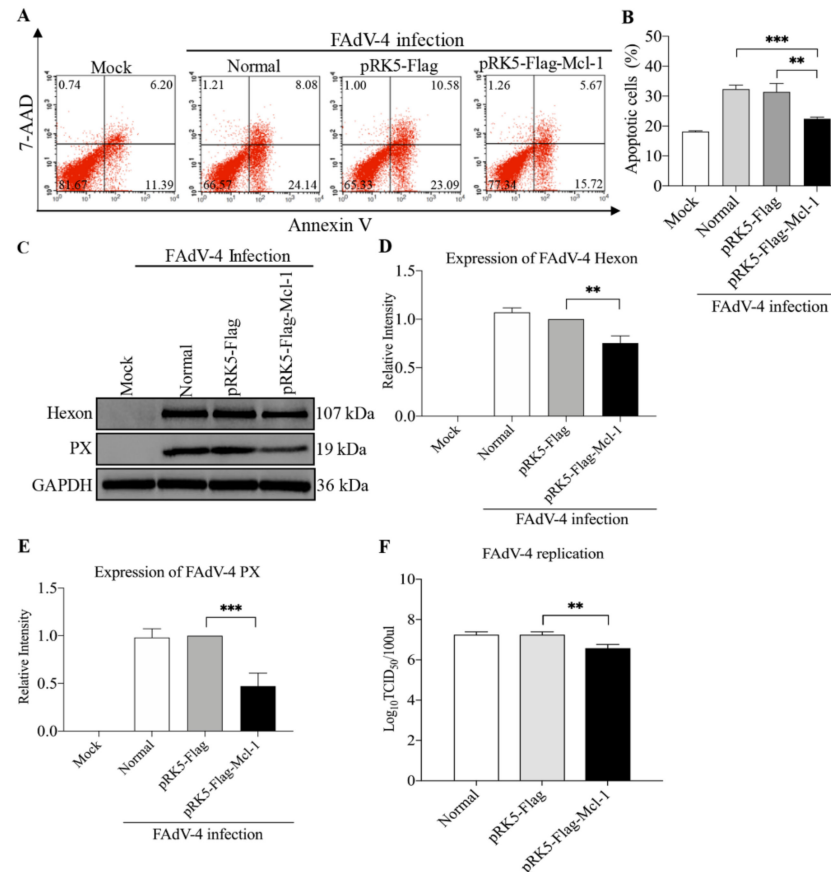 A
FAdV-4 infection
Mock
Normal
pRK5-Flag
pRK5-Flag-Mcl-1
7-AAD
0.74 6.20
81.67 11.39
1.21 8.08
66.57 24.14
1.00 10.58
65.33 23.09
1.26 5.67
77.34 15.72
Annexin V
B
Apoptotic cells (%)
50
40
30
20
10
0
***
**
Mock
Normal
pRK5-Flag
pRK5-Flag-Mcl-1
FAdV-4 infection
C
FAdV-4 Infection
Mock
Normal
pRK5-Flag
pRK5-Flag-Mcl-1
Hexon 107 kDa
PX 19 kDa
GAPDH 36 kDa
D
Expression of FAdV-4 Hexon
Relative Intensity
1.5
1.0
0.5
0.0
**
Mock
Normal
pRK5-Flag
pRK5-Flag-Mcl-1
FAdV-4 infection
E
Expression of FAdV-4 PX
Relative Intensity
1.5
1.0
0.5
0.0
***
Mock
Normal
pRK5-Flag
pRK5-Flag-Mcl-1
FAdV-4 infection
F
FAdV-4 replication
Log10TCID50/100ul
10
8
6
4
2
0
**
Normal
pRK5-Flag
pRK5-Flag-Mcl-1